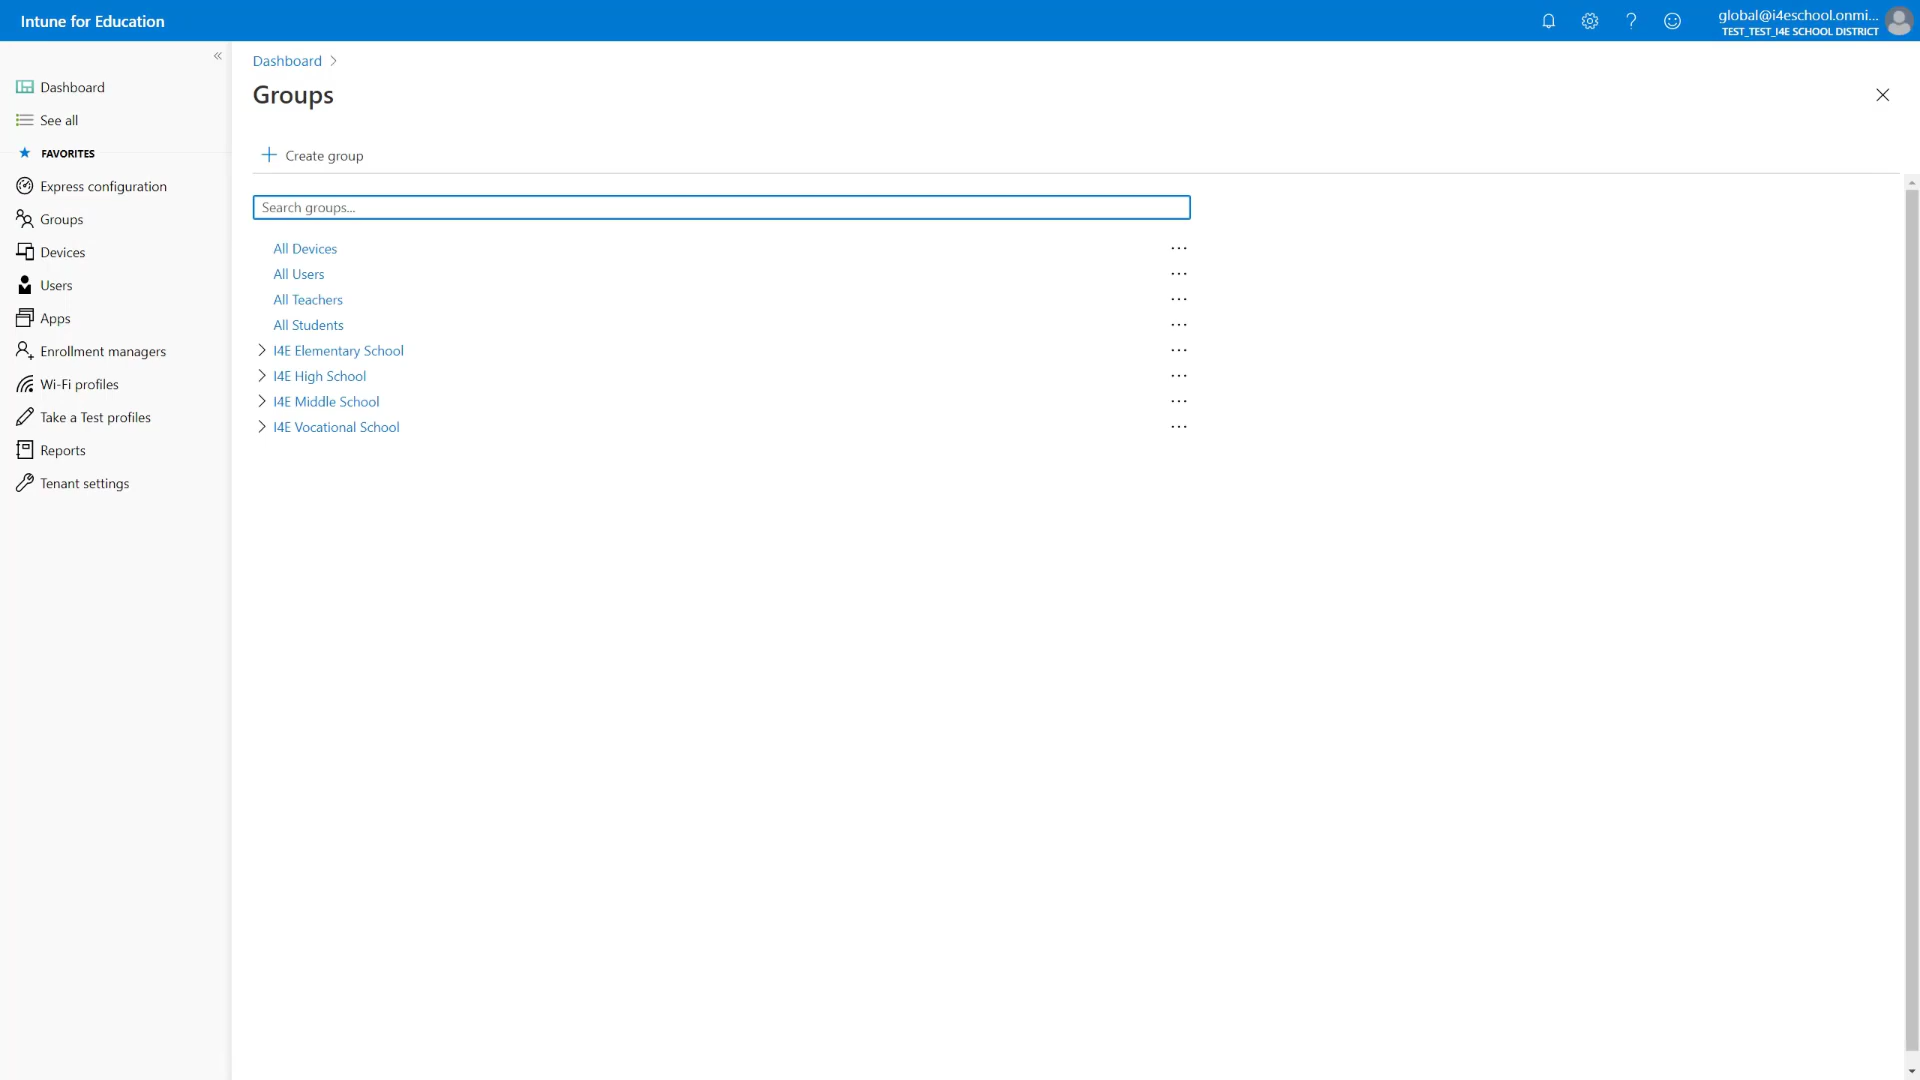 Intune for Education
global@i4eschool.onmi...
TEST_TEST_I4E SCHOOL DISTRICT
Dashboard
See all
FAVORITES
Express configuration
Groups
Devices
Users
Apps
Enrollment managers
Wi-Fi profiles
Take a Test profiles
Reports
Tenant settings
Dashboard
Groups
Create group
Search groups...
All Devices
All Users
All Teachers
All Students
I4E Elementary School
I4E High School
I4E Middle School
I4E Vocational School